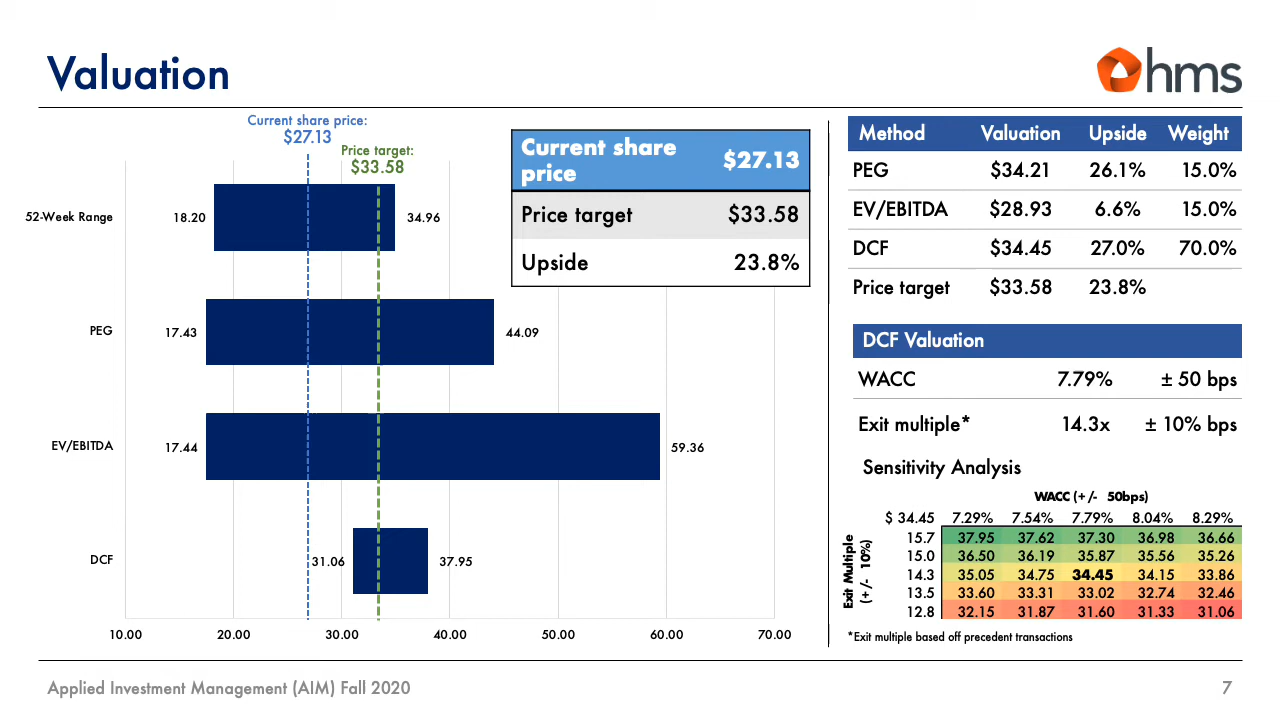 Valuation
hms
Current share price:
$27.13
Price target:
$33.58
52-Week Range
18.20
34.96
PEG
17.43
44.09
EV/EBITDA
17.44
59.36
DCF
31.06
37.95
10.00 20.00 30.00 40.00 50.00 60.00 70.00
Current share price $27.13
Price target $33.58
Upside 23.8%
Method Valuation Upside Weight
PEG $34.21 26.1% 15.0%
EV/EBITDA $28.93 6.6% 15.0%
DCF $34.45 27.0% 70.0%
Price target $33.58 23.8%
DCF Valuation
WACC 7.79% ± 50 bps
Exit multiple* 14.3x ± 10% bps
Sensitivity Analysis
WACC (+/- 50bps)
$ 34.45 7.29% 7.54% 7.79% 8.04% 8.29%
Exit Multiple
(+/- 10%)
15.7 37.95 37.62 37.30 36.98 36.66
15.0 36.50 36.19 35.87 35.56 35.26
14.3 35.05 34.75 34.45 34.15 33.86
13.5 33.60 33.31 33.02 32.74 32.46
12.8 32.15 31.87 31.60 31.33 31.06
*Exit multiple based off precedent transactions
Applied Investment Management (AIM) Fall 2020
7